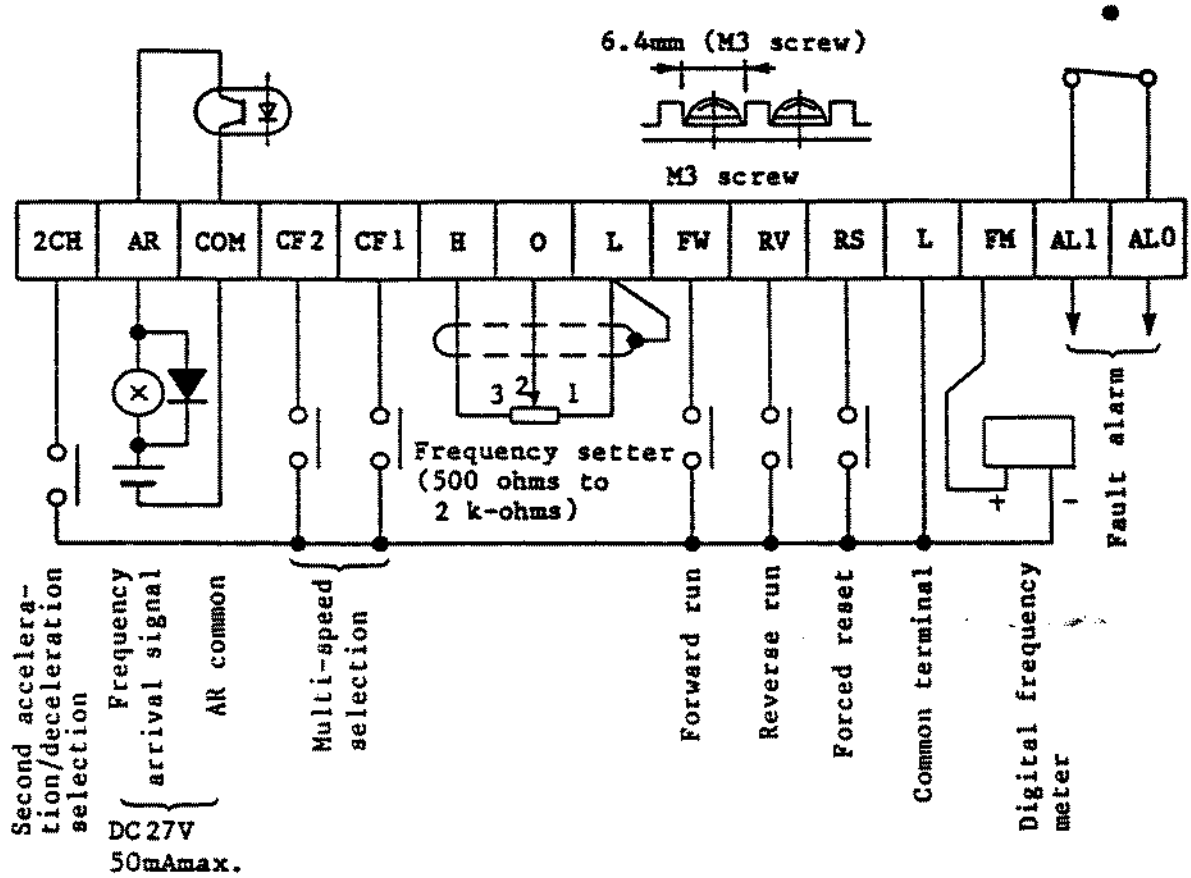 6.4mm (M3 screw)
M3 screw
2CH AR COM CF2 CF1 H O L FW RV RS L FM AL1 AL0
3 2 1
Frequency setter
(500 ohms to
2 k-ohms)
+ -
Fault alarm
Second accelera-
tion/deceleration
selection
Frequency
arrival signal
AR common
DC27V
50mAmax.
Multi-speed
selection
Forward run
Reverse run
Forced reset
Common terminal
Digital frequency
meter